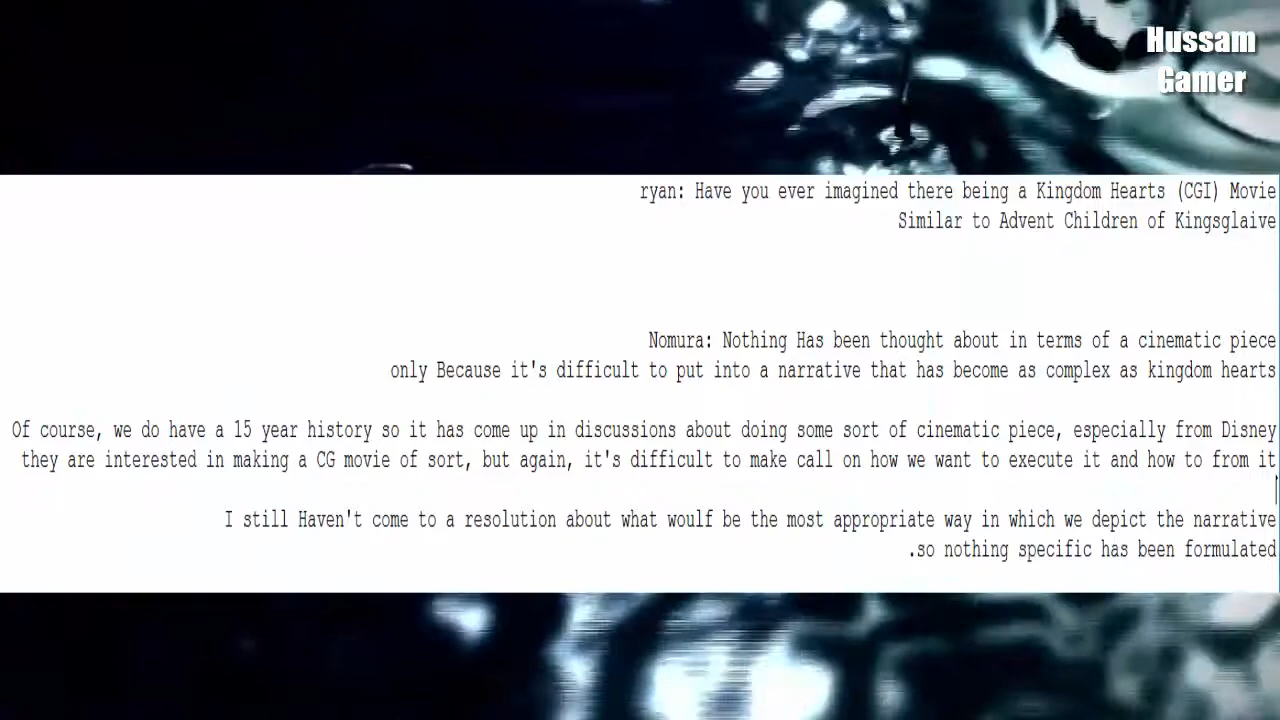 Hussam
Gamer
ryan: Have you ever imagined there being a Kingdom Hearts (CGI) Movie
Similar to Advent Children of Kingsglaive
Nomura: Nothing Has been thought about in terms of a cinematic piece
only Because it's difficult to put into a narrative that has become as complex as kingdom hearts
Of course, we do have a 15 year history so it has come up in discussions about doing some sort of cinematic piece, especially from Disney
they are interested in making a CG movie of sort, but again, it's difficult to make call on how we want to execute it and how to from it
I still Haven't come to a resolution about what woulf be the most appropriate way in which we depict the narrative
.so nothing specific has been formulated